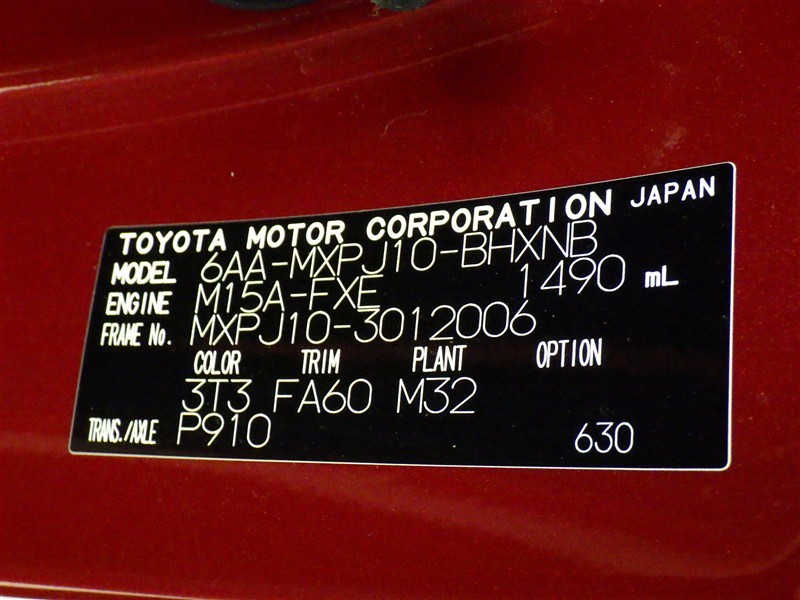 TOYOTA MOTOR CORPORATION JAPAN
MODEL 6AA-MXPJ10-BHXNB
ENGINE M15A-FXE 1490 mL
FRAME No. MXPJ10-3012006
COLOR TRIM PLANT OPTION
3T3 FA60 M32
TRANS./AXLE P910 630